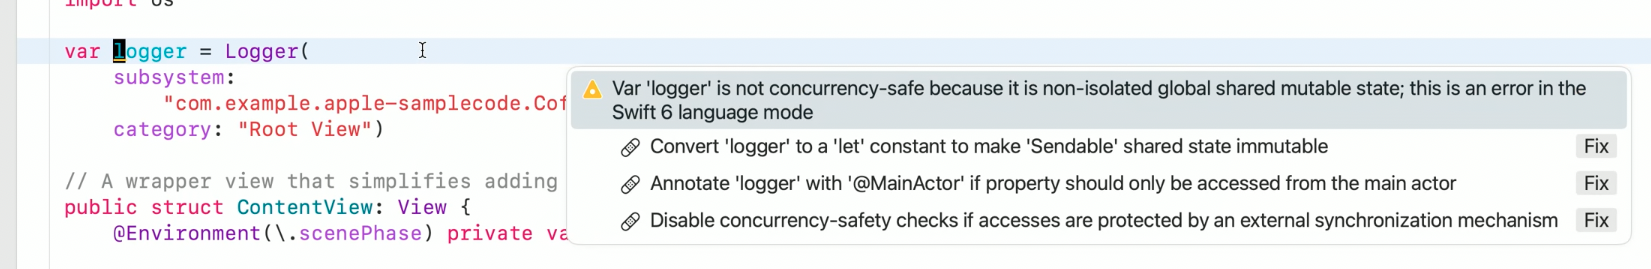 import os
var logger = Logger(
subsystem:
"com.example.apple-samplecode.Cof
category: "Root View")
// A wrapper view that simplifies adding
public struct ContentView: View {
@Environment(\.scenePhase) private va
Var 'logger' is not concurrency-safe because it is non-isolated global shared mutable state; this is an error in the
Swift 6 language mode
Convert 'logger' to a 'let' constant to make 'Sendable' shared state immutable Fix
Annotate 'logger' with '@MainActor' if property should only be accessed from the main actor Fix
Disable concurrency-safety checks if accesses are protected by an external synchronization mechanism Fix